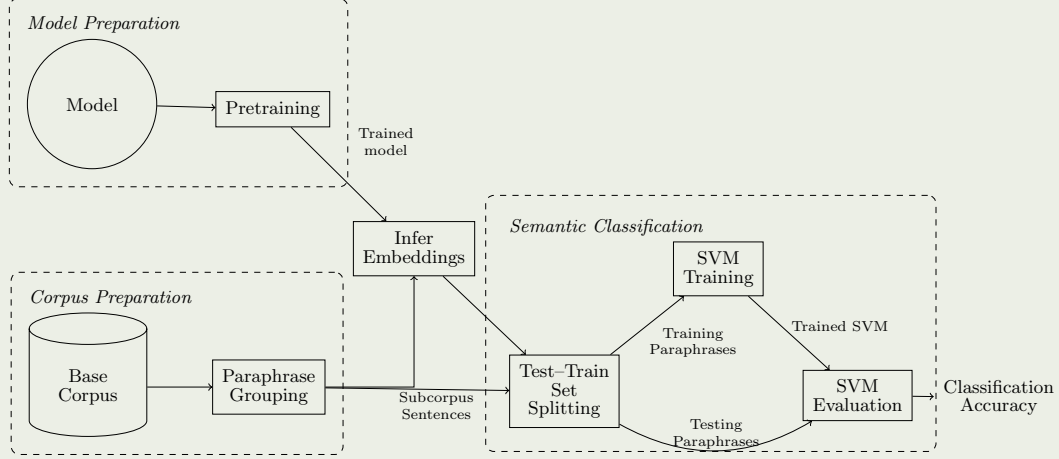 Model Preparation
Model
Pretraining
Trained
model
Infer
Embeddings
Corpus Preparation
Base
Corpus
Paraphrase
Grouping
Subcorpus
Sentences
Semantic Classification
Test–Train
Set
Splitting
Training
Paraphrases
SVM
Training
Trained SVM
Testing
Paraphrases
SVM
Evaluation
Classification
Accuracy